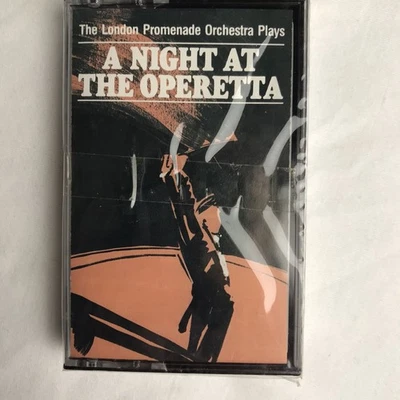 The London Promenade Orchestra Plays
A NIGHT AT
THE OPERETTA